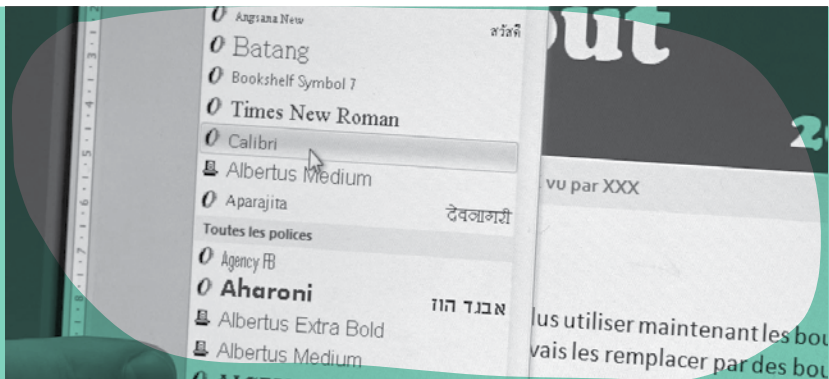 Angsana New สวัสดี
Batang
Bookshelf Symbol 7
Times New Roman
Calibri
Albertus Medium
Aparajita देवनागरी
Toutes les polices
Agency FB
Aharoni אבגד הוז
Albertus Extra Bold
Albertus Medium
out
2
vu par XXX
lus utiliser maintenant les bou
vais les remplacer par des bou